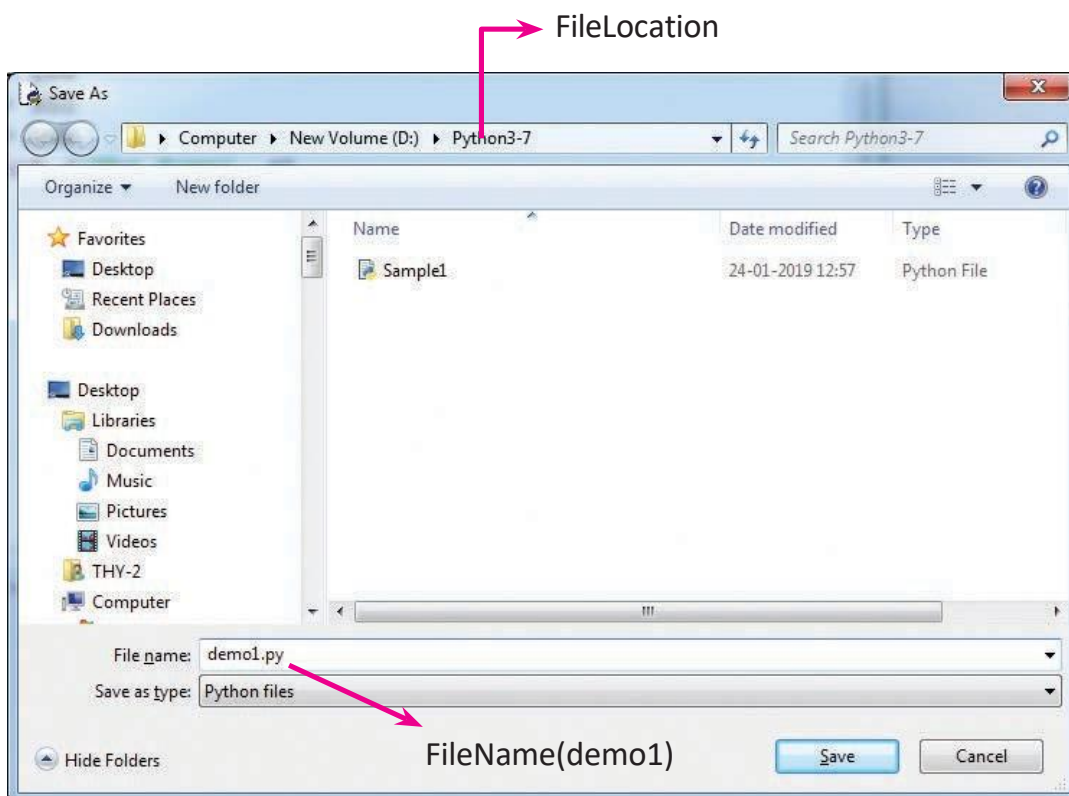 FileLocation
Save As
Computer New Volume (D:) Python3-7 Search Python3-7
Organize New folder
Favorites
Desktop
Recent Places
Downloads
Desktop
Libraries
Documents
Music
Pictures
Videos
THY-2
Computer
Name Date modified Type
Sample1 24-01-2019 12:57 Python File
File name: demo1.py
Save as type: Python files
FileName(demo1)
Hide Folders Save Cancel